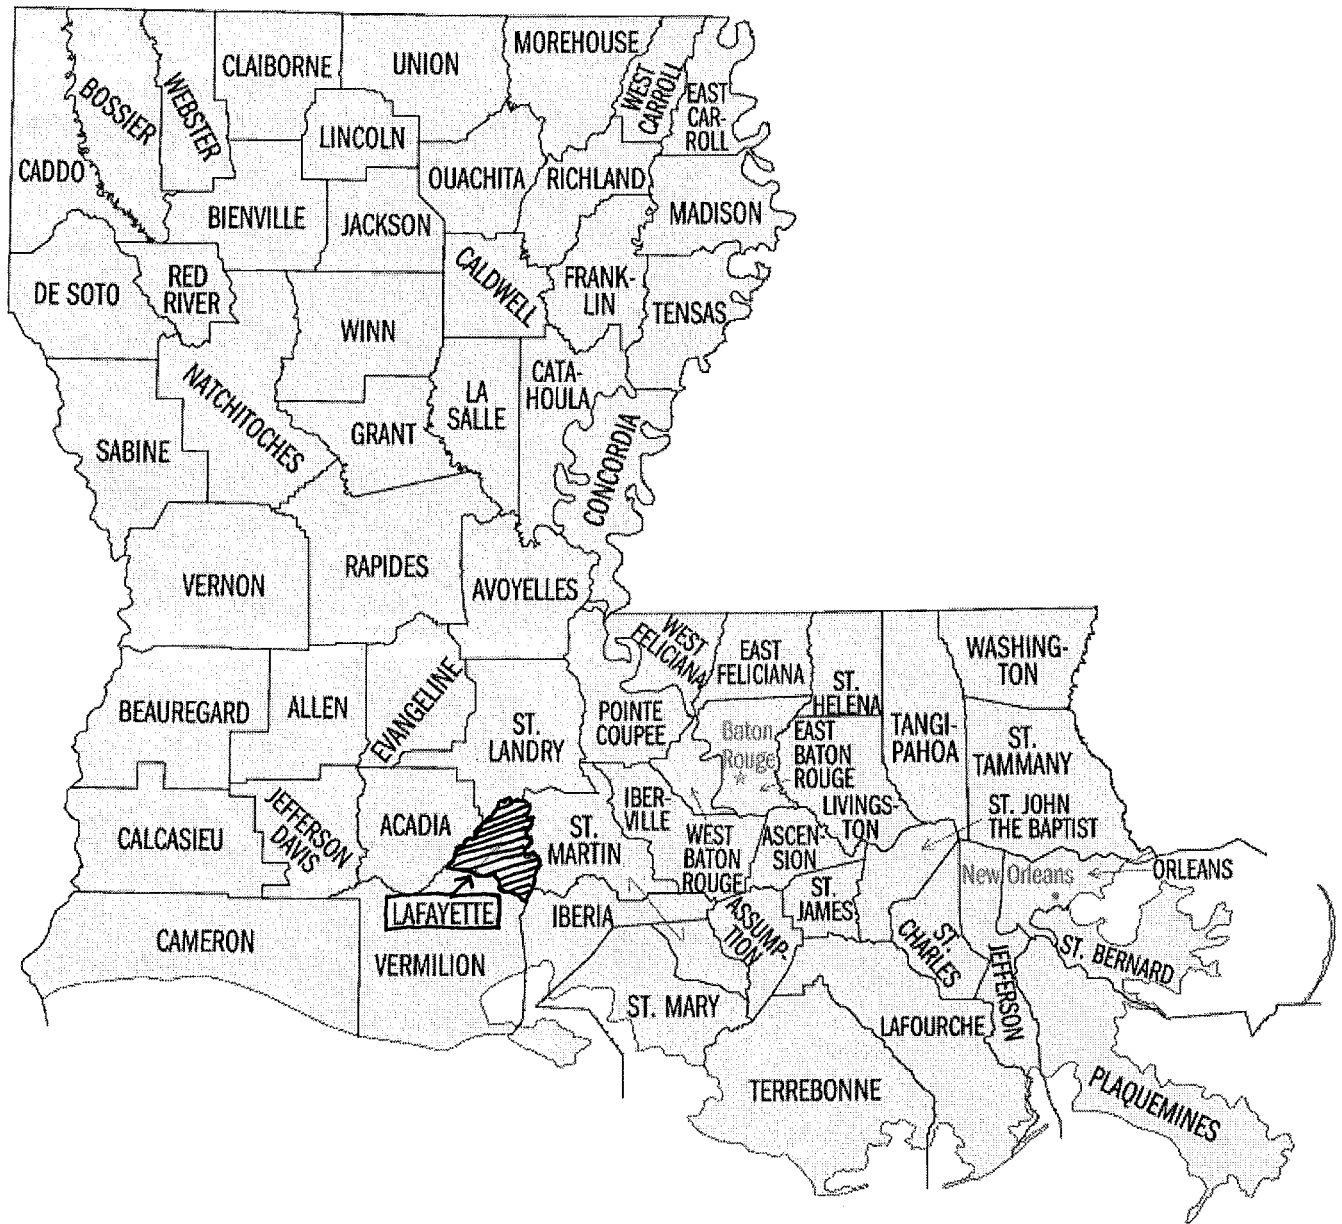 MOREHOUSE
CLAIBORNE
UNION
WEST
CARROLL
EAST
CAR-
ROLL
BOSSIER
WEBSTER
LINCOLN
CADDO
OUACHITA
RICHLAND
MADISON
BIENVILLE
JACKSON
CALDWELL
FRANK-
LIN
TENSAS
DE SOTO
RED
RIVER
WINN
NATCHITOCHES
LA
SALLE
CATA-
HOULA
GRANT
CONCORDIA
SABINE
VERNON
RAPIDES
AVOYELLES
WEST
FELICIANA
EAST
FELICIANA
ST.
HELENA
WASHING-
TON
BEAUREGARD
ALLEN
EVANGELINE
ST.
LANDRY
POINTE
COUPEE
Baton
Rouge
EAST
BATON
ROUGE
TANGI-
PAHOA
ST.
TAMMANY
CALCASIEU
JEFFERSON
DAVIS
ACADIA
ST.
MARTIN
IBER-
VILLE
WEST
BATON
ROUGE
ASCEN-
SION
LIVINGS-
TON
ST. JOHN
THE BAPTIST
New Orleans
ORLEANS
LAFAYETTE
IBERIA
ASSUMP-
TION
ST.
JAMES
ST.
CHARLES
JEFFERSON
ST. BERNARD
CAMERON
VERMILION
ST. MARY
LAFOURCHE
TERREBONNE
PLAQUEMINES